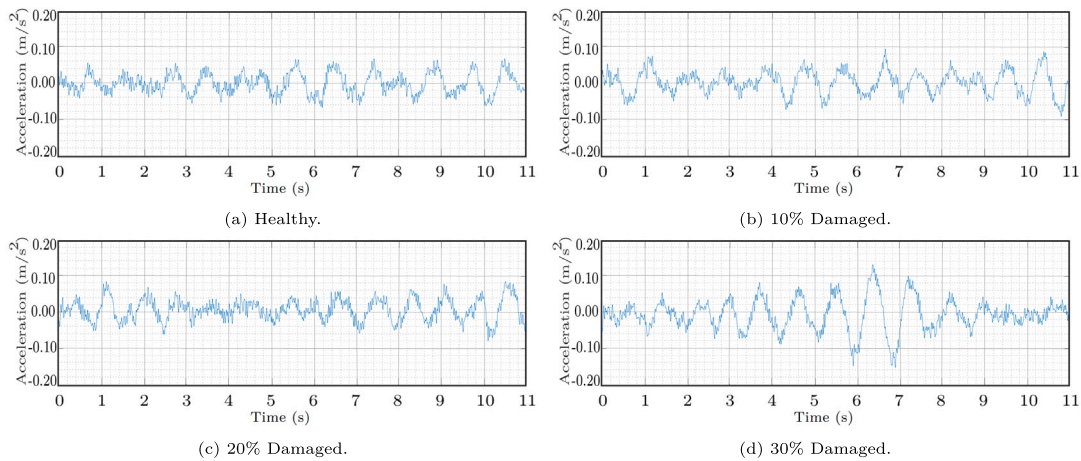 Acceleration (m/s²)
0.20
0.10
0.00
-0.10
-0.20
0 1 2 3 4 5 6 7 8 9 10 11
Time (s)
(a) Healthy.
Acceleration (m/s²)
0.20
0.10
0.00
-0.10
-0.20
0 1 2 3 4 5 6 7 8 9 10 11
Time (s)
(b) 10% Damaged.
Acceleration (m/s²)
0.20
0.10
0.00
-0.10
-0.20
0 1 2 3 4 5 6 7 8 9 10 11
Time (s)
(c) 20% Damaged.
Acceleration (m/s²)
0.20
0.10
0.00
-0.10
-0.20
0 1 2 3 4 5 6 7 8 9 10 11
Time (s)
(d) 30% Damaged.